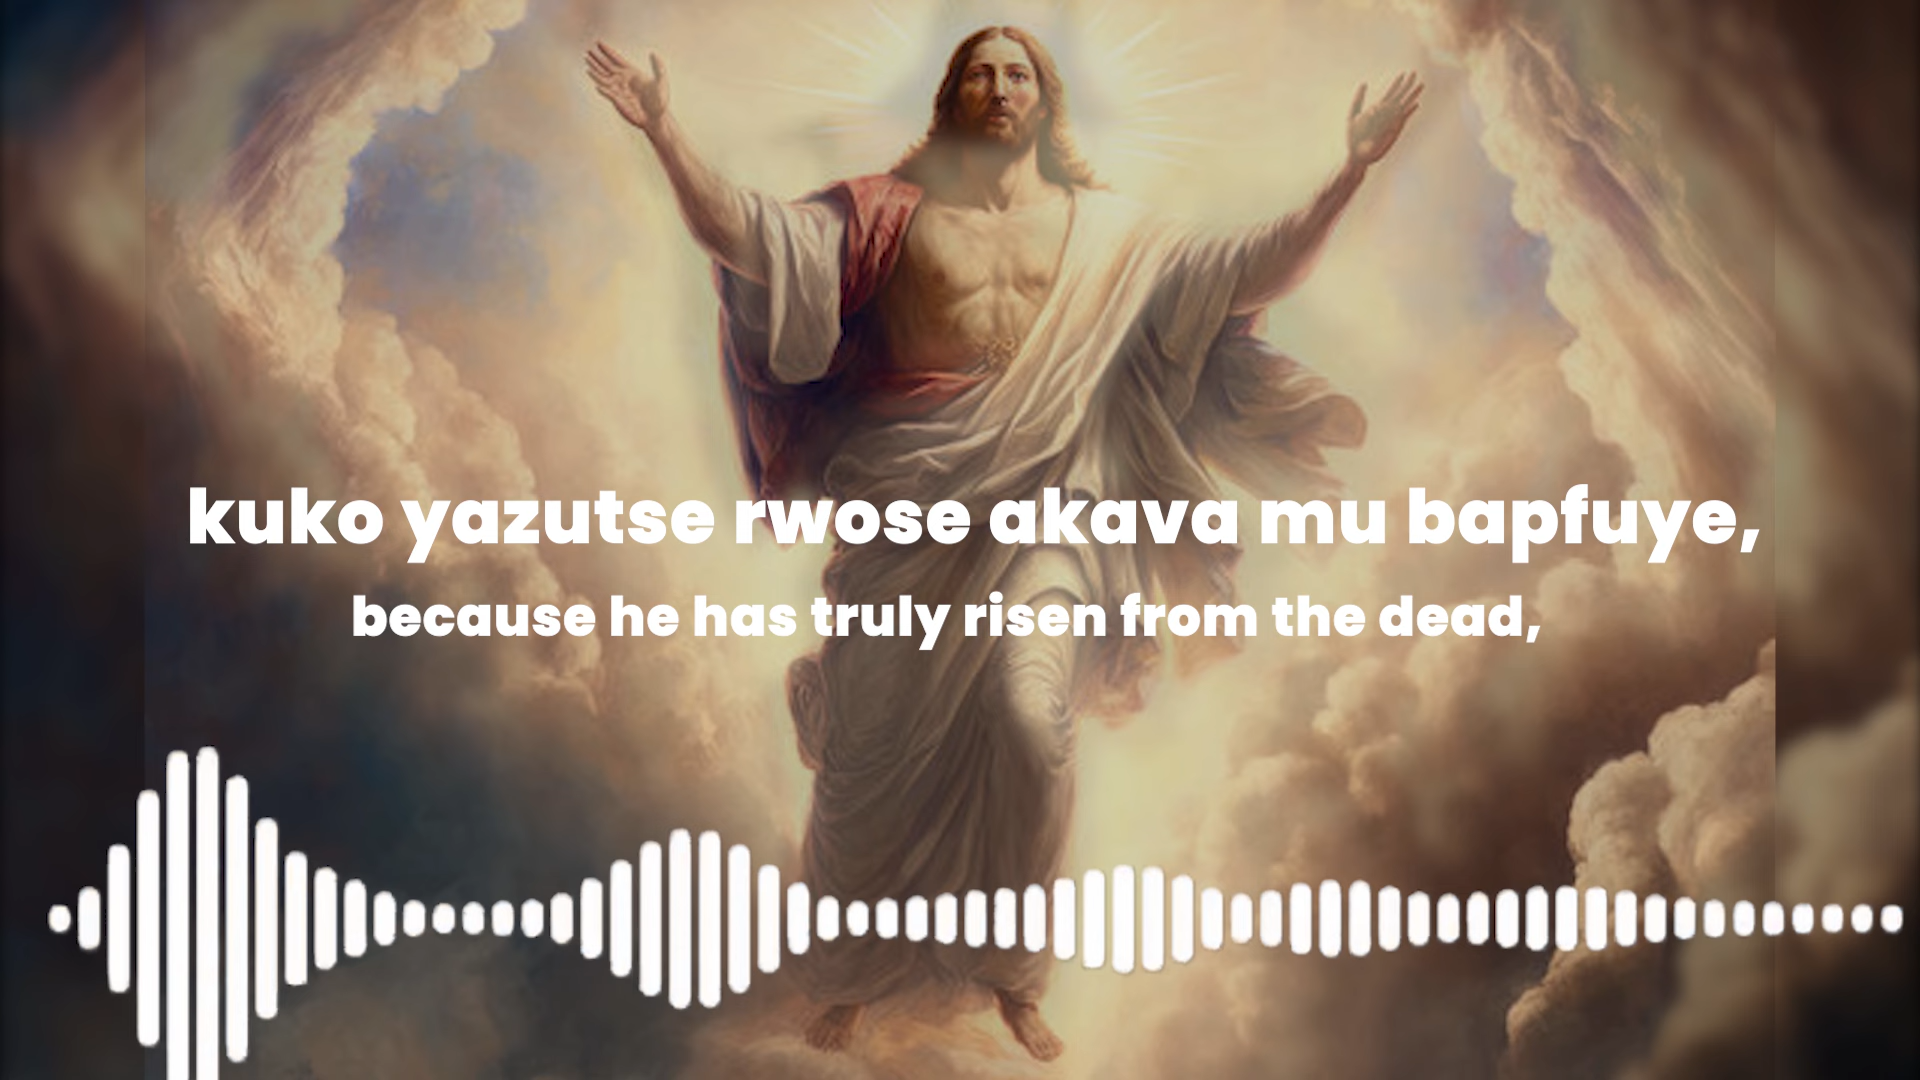 kuko yazutse rwose akava mu bapfuye,
because he has truly risen from the dead,